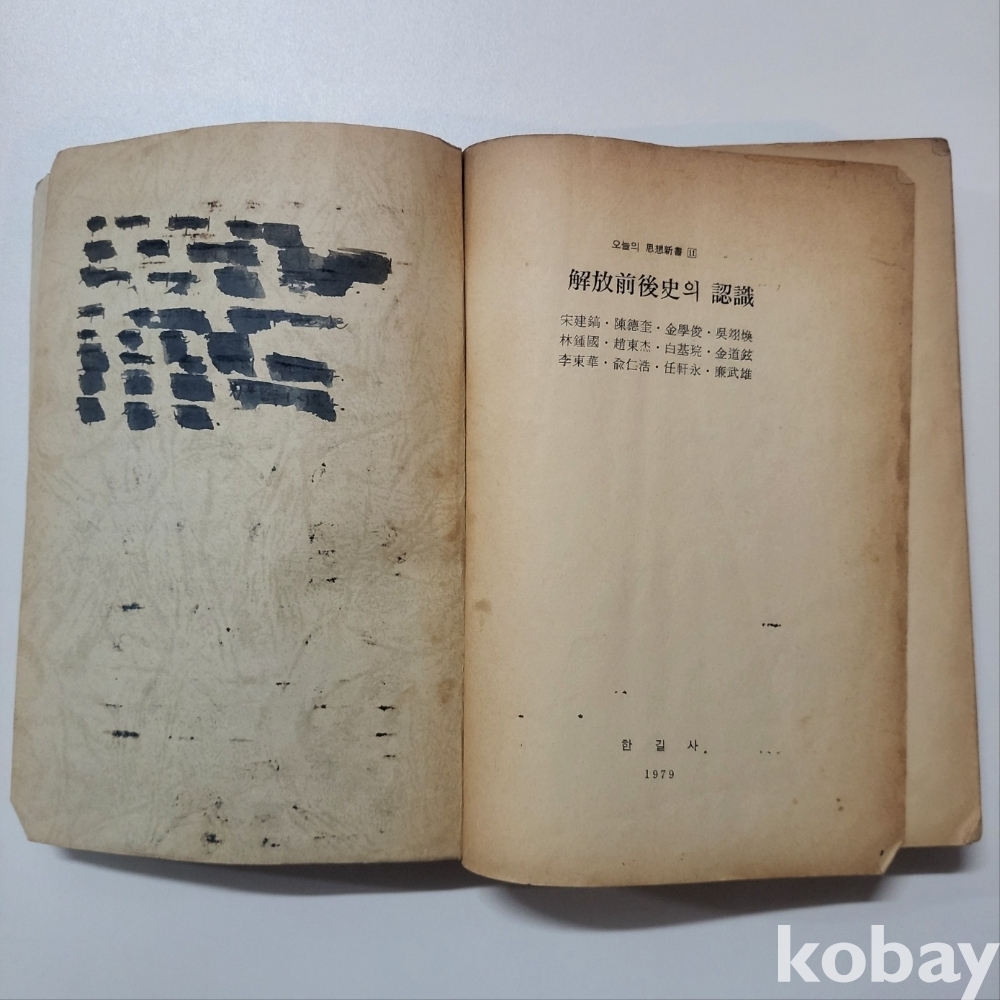 오늘의 思想新書 11
解放前後史의 認識
宋建鎬 · 陳德奎 · 金學俊 · 吳翊煥
林鍾國 · 趙東杰 · 白基琓 · 金道鉉
李東華 · 兪仁浩 · 任軒永 · 廉武雄
한길사
1979
kobay